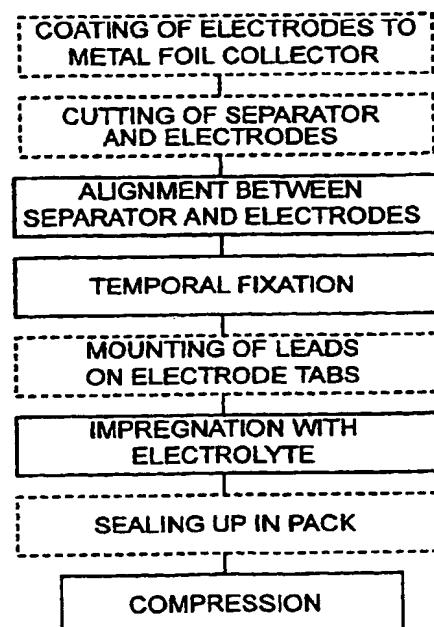 COATING OF ELECTRODES TO
METAL FOIL COLLECTOR
CUTTING OF SEPARATOR
AND ELECTRODES
ALIGNMENT BETWEEN
SEPARATOR AND ELECTRODES
TEMPORAL FIXATION
MOUNTING OF LEADS
ON ELECTRODE TABS
IMPREGNATION WITH
ELECTROLYTE
SEALING UP IN PACK
COMPRESSION